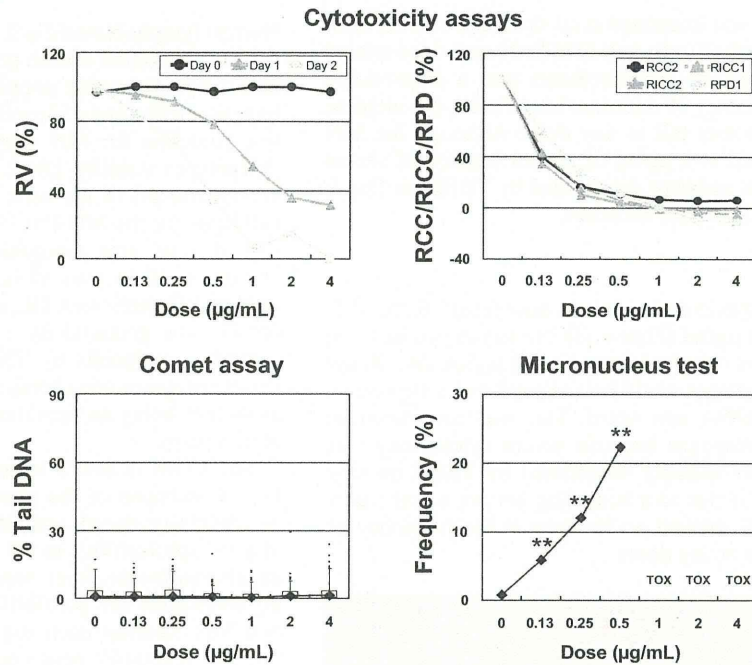 Cytotoxicity assays
Day 0 Day 1 Day 2
RV (%)
120
80
40
0
0 0.13 0.25 0.5 1 2 4
Dose (µg/mL)
RCC2 RICC1
RICC2 RPD1
RCC/RICC/RPD (%)
120
80
40
0
-40
0 0.13 0.25 0.5 1 2 4
Dose (µg/mL)
Comet assay
% Tail DNA
90
60
30
0
0 0.13 0.25 0.5 1 2 4
Dose (µg/mL)
Micronucleus test
Frequency (%)
30
20
10
0
**
**
**
TOX TOX TOX
0 0.13 0.25 0.5 1 2 4
Dose (µg/mL)